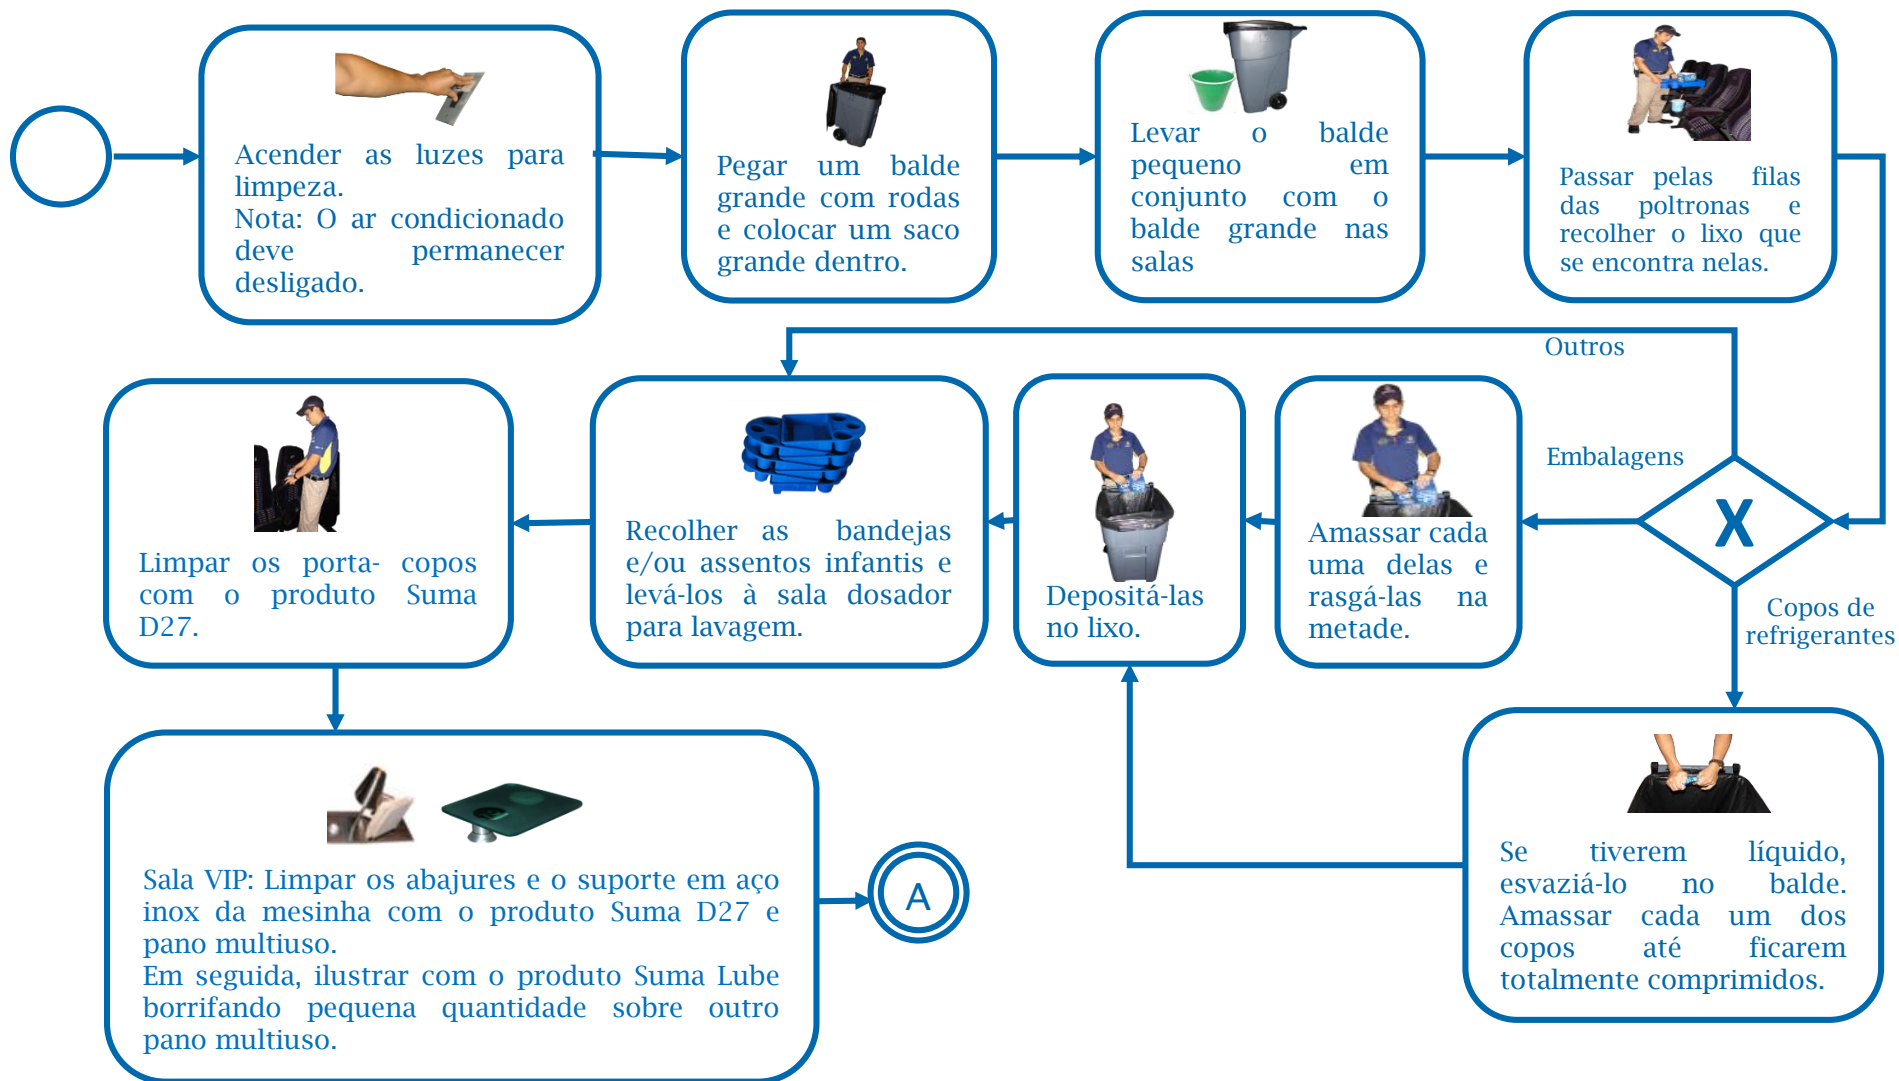 Acender as luzes para
limpeza.
Nota: O ar condicionado
deve permanecer
desligado.
Pegar um balde
grande com rodas
e colocar um saco
grande dentro.
Levar o balde
pequeno em
conjunto com o
balde grande nas
salas
Passar pelas filas
das poltronas e
recolher o lixo que
se encontra nelas.
Outros
Embalagens
X
Copos de
refrigerantes
Amassar cada
uma delas e
rasgá-las na
metade.
Depositá-las
no lixo.
Recolher as bandejas
e/ou assentos infantis e
levá-los à sala dosador
para lavagem.
Limpar os porta- copos
com o produto Suma
D27.
Se tiverem líquido,
esvaziá-lo no balde.
Amassar cada um dos
copos até ficarem
totalmente comprimidos.
Sala VIP: Limpar os abajures e o suporte em aço
inox da mesinha com o produto Suma D27 e
pano multiuso.
Em seguida, ilustrar com o produto Suma Lube
borrifando pequena quantidade sobre outro
pano multiuso.
A